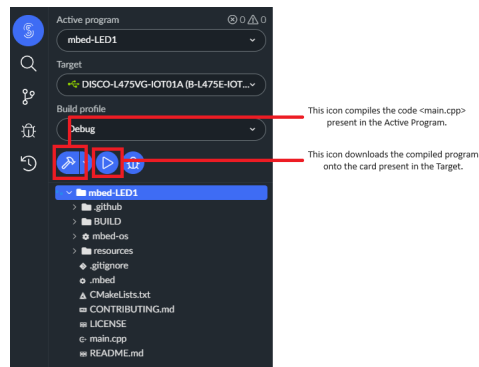 Active program
0 0
mbed-LED1
Target
DISCO-L475VG-IOT01A (B-L475E-IOT...
Build profile
Debug
This icon compiles the code <main.cpp>
present in the Active Program.
This icon downloads the compiled program
onto the card present in the Target.
mbed-LED1
.github
BUILD
mbed-os
resources
.gitignore
.mbed
CMakeLists.txt
CONTRIBUTING.md
LICENSE
main.cpp
README.md